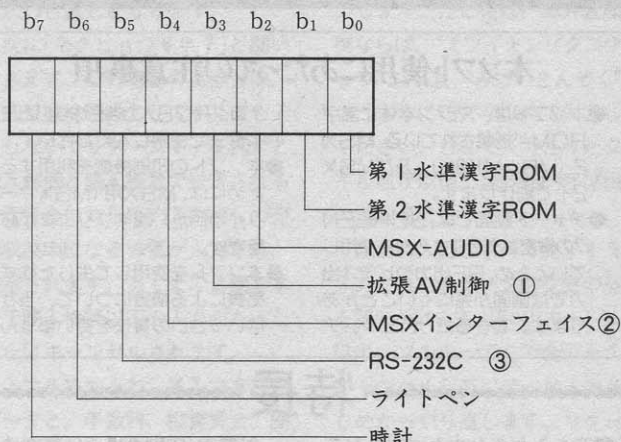 b₇ b₆ b₅ b₄ b₃ b₂ b₁ b₀
第1水準漢字ROM
第2水準漢字ROM
MSX-AUDIO
拡張AV制御 ①
MSXインターフェイス②
RS-232C ③
ライトペン
時計